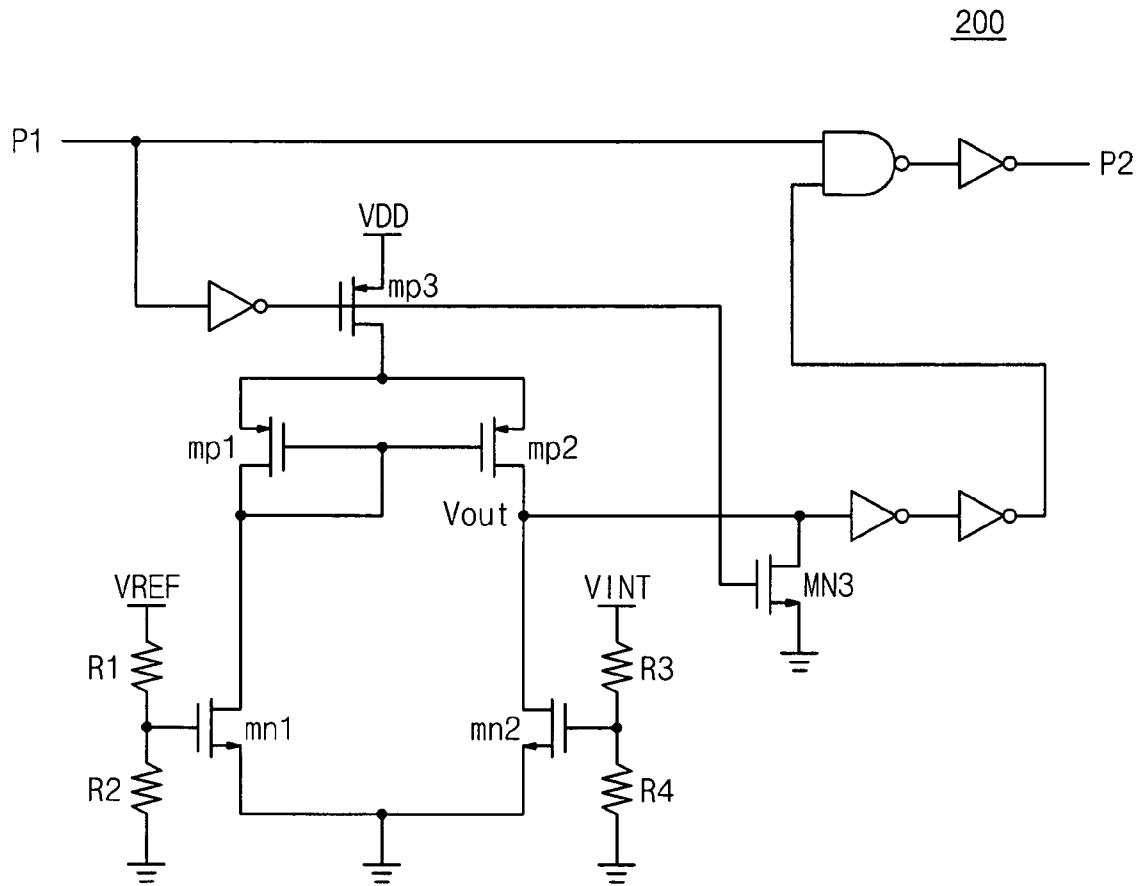 200
P1
P2
VDD
mp3
mp1
mp2
Vout
VREF
VINT
MN3
R1
R3
mn1
mn2
R2
R4